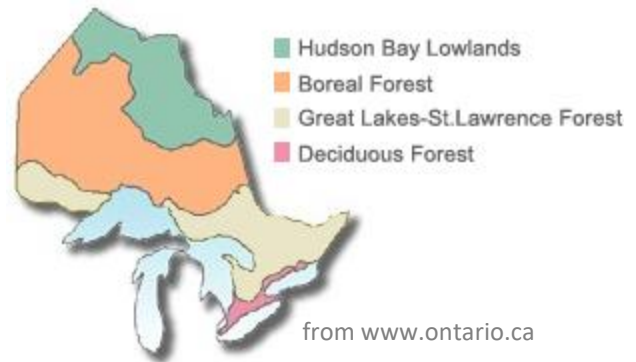 Hudson Bay Lowlands
Boreal Forest
Great Lakes-St.Lawrence Forest
Deciduous Forest
from www.ontario.ca